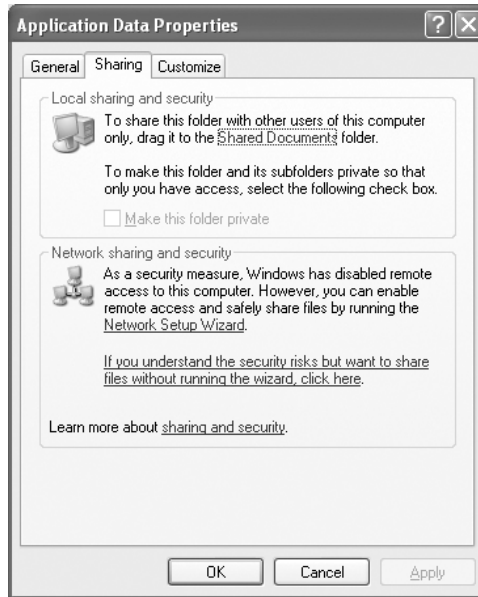 Application Data Properties
General Sharing Customize
Local sharing and security
To share this folder with other users of this computer
only, drag it to the Shared Documents folder.
To make this folder and its subfolders private so that
only you have access, select the following check box.
Make this folder private
Network sharing and security
As a security measure, Windows has disabled remote
access to this computer. However, you can enable
remote access and safely share files by running the
Network Setup Wizard.
If you understand the security risks but want to share
files without running the wizard, click here.
Learn more about sharing and security.
OK Cancel Apply